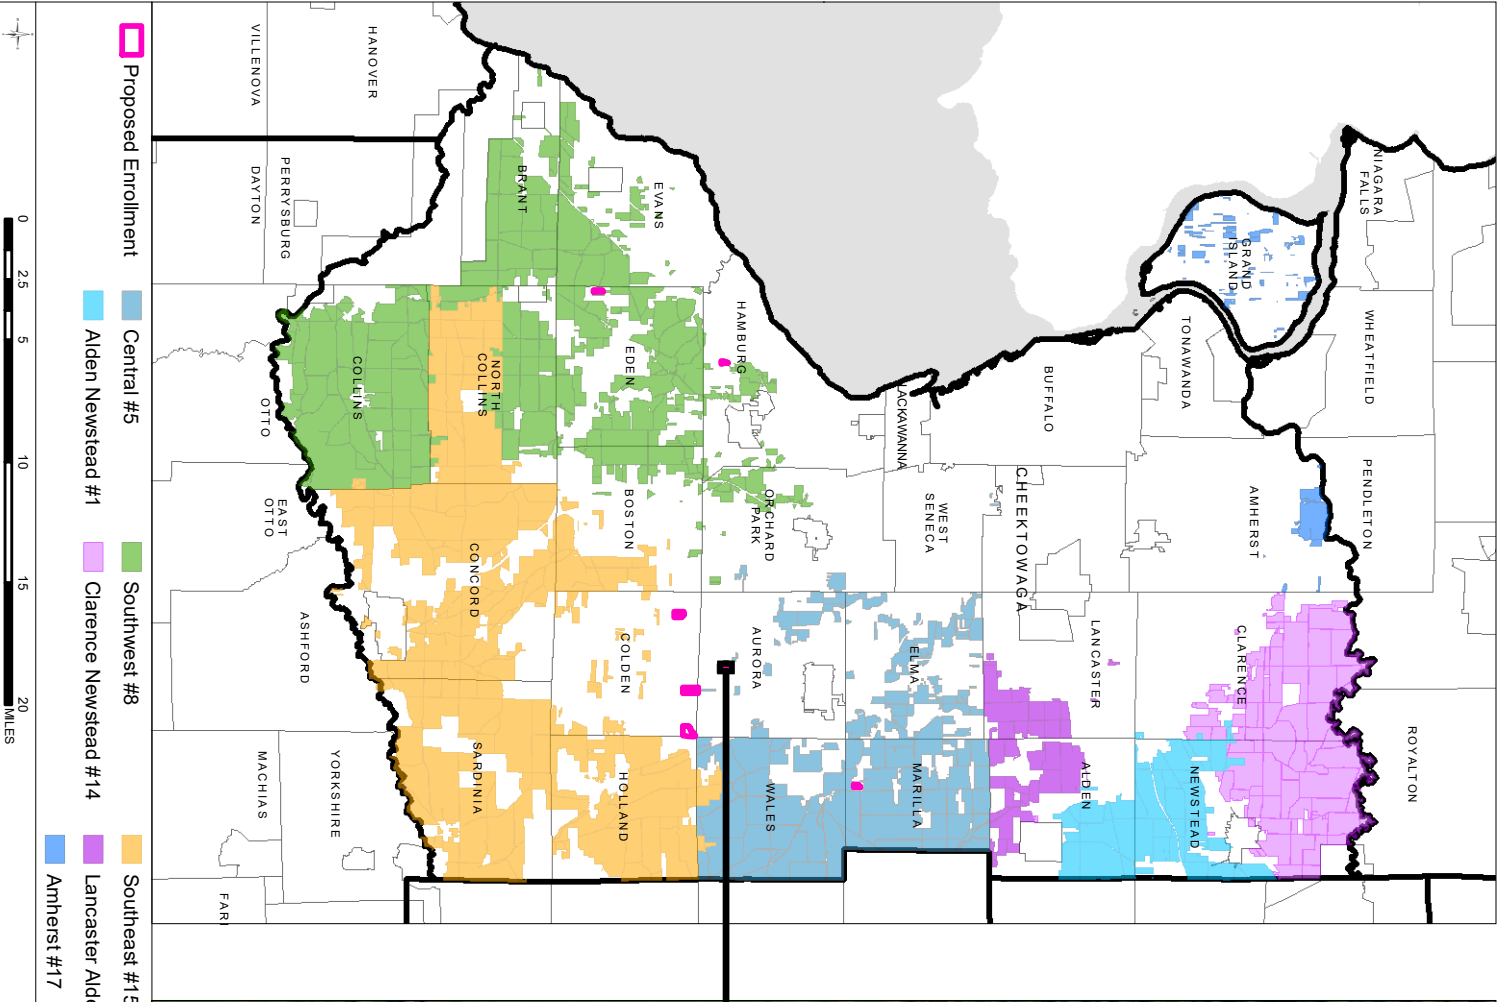 NIAGARA
FALLS
WHEATFIELD
PENDLETON
ROYALTON
GRAND
ISLAND
TONAWANDA
AMHERST
CLARENCE
NEWSTEAD
BUFFALO
CHEEKTOWAGA
LANCASTER
ALDEN
LACKAWANNA
WEST
SENECA
ELMA
MARILLA
HAMBURG
ORCHARD
PARK
AURORA
WALES
EVANS
EDEN
BOSTON
COLDEN
HOLLAND
BRANT
NORTH
COLLINS
CONCORD
SARDINIA
COLLINS
HANOVER
VILLENOVA
PERRYSBURG
DAYTON
OTTO
EAST
OTTO
ASHFORD
YORKSHIRE
MACHIAS
FARI
Proposed Enrollment
Central #5
Southwest #8
Southeast #15
Alden Newstead #1
Clarence Newstead #14
Lancaster Alde
Amherst #17
0 2.5 5 10 15 20
MILES